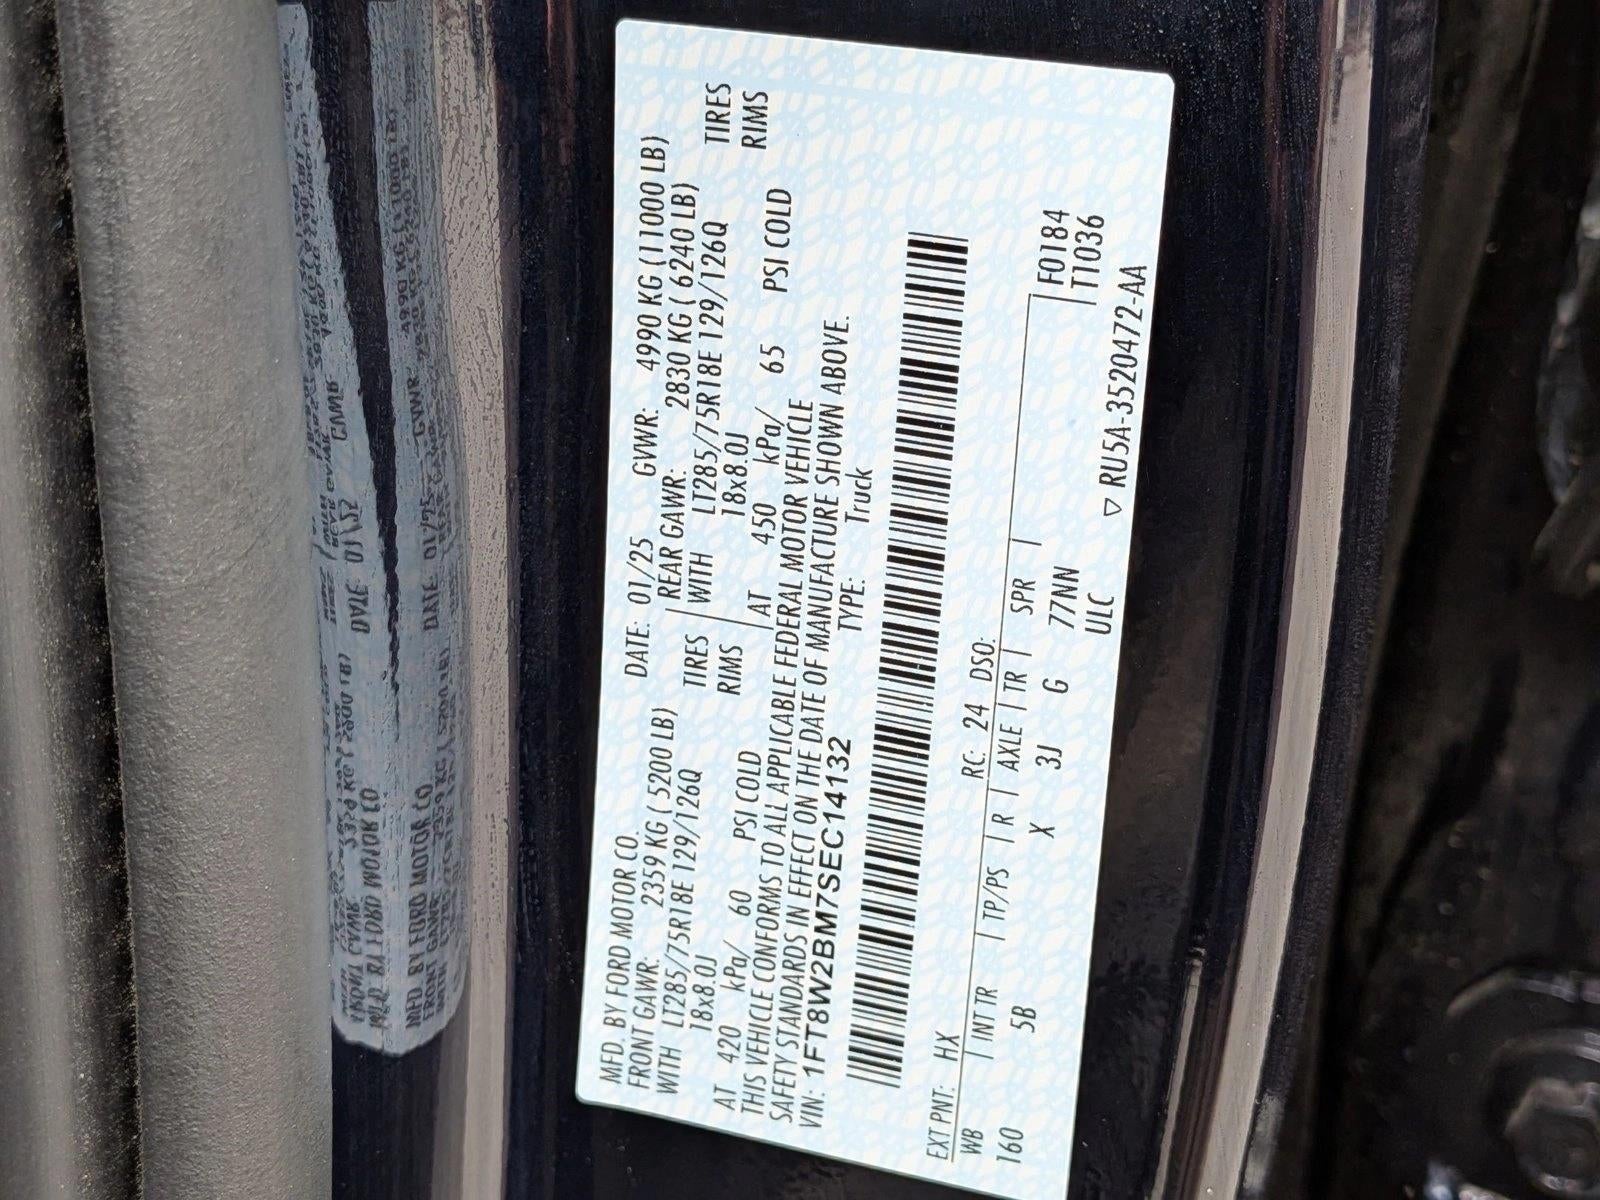 MFD. BY FORD MOTOR CO.
DATE: 01/25 GVWR: 4990 KG (11000 LB)
FRONT GAWR: 2359 KG ( 5200 LB)
REAR GAWR: 2830 KG ( 6240 LB)
WITH LT285/75R18E 129/126Q TIRES
WITH LT285/75R18E 129/126Q TIRES
18x8.0J RIMS
18x8.0J RIMS
AT 420 kPa/ 60 PSI COLD
AT 450 kPa/ 65 PSI COLD
THIS VEHICLE CONFORMS TO ALL APPLICABLE FEDERAL MOTOR VEHICLE
SAFETY STANDARDS IN EFFECT ON THE DATE OF MANUFACTURE SHOWN ABOVE.
VIN: 1FT8W2BM7SEC14132 TYPE: Truck
EXT PNT: HX RC: 24 DSO:
WB INT TR TP/PS R AXLE TR SPR F0184
160 5B X 3J G 77NN T1036
ULC
▽ RU5A-3520472-AA